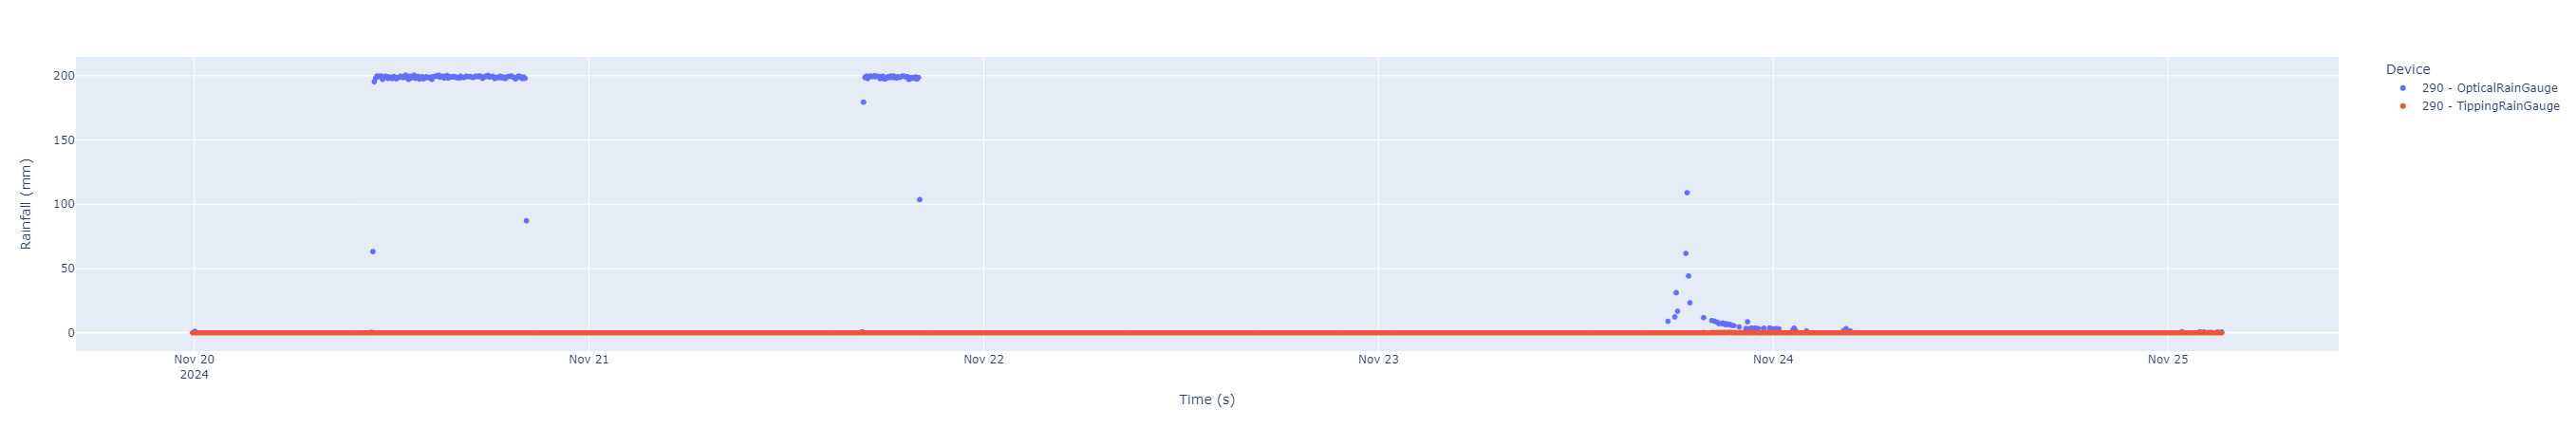 Rainfall (mm)
200
150
100
50
0
Nov 20
2024
Nov 21
Nov 22
Nov 23
Nov 24
Nov 25
Time (s)
Device
290 - OpticalRainGauge
290 - TippingRainGauge